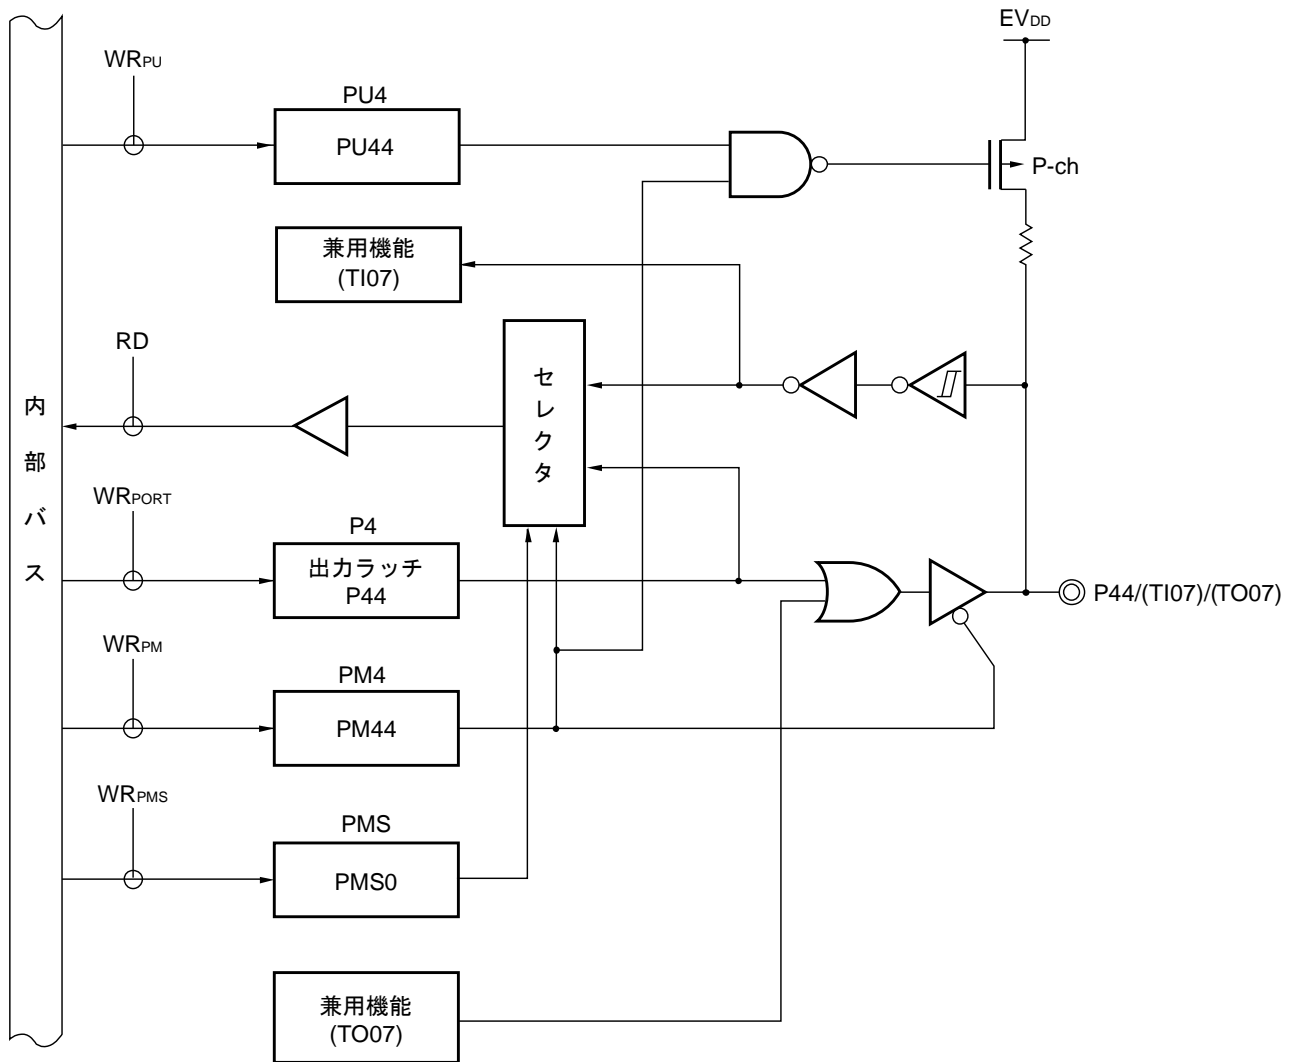 EVDD
WRPU
PU4
PU44
P-ch
兼用機能
(TI07)
RD
セレクタ
内部バス
WRPORT
P4
出力ラッチ
P44
P44/(TI07)/(TO07)
WRPM
PM4
PM44
WRPMS
PMS
PMS0
兼用機能
(TO07)